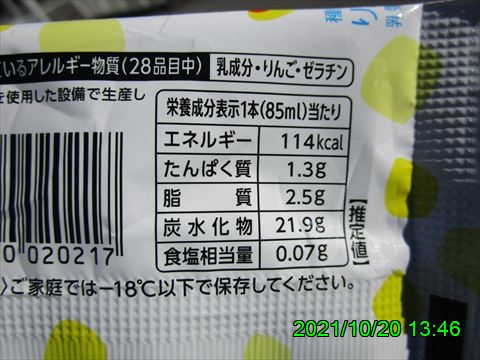 ているアレルギー物質(28品目中) 乳成分・りんご・ゼラチン
を使用した設備で生産し
栄養成分表示1本(85ml)当たり
エネルギー 114kcal
たんぱく質 1.3g
脂質 2.5g
炭水化物 21.9g
食塩相当量 0.07g
【推定値】
0 020217
ご家庭では-18℃以下で保存してください。
2021/10/20 13:46